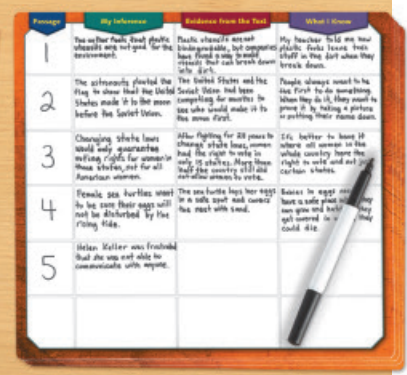 Passage My Inference Evidence from the Text What I Know
1
The author feels that plastic
utensils are not good for the
environment.
Plastic utensils are not
biodegradable, but companies
have found a way to make
utensils that can break down
into dirt.
My teacher told me how
plastic forks leave toxic
stuff in the dirt when they
break down.
2
The astronauts planted the
flag to show that the United
States made it to the moon
before the Soviet Union.
The United States and the
Soviet Union had been
competing for months to
see who would make it to
the moon first.
People always want to be
the first to do something.
When they do it, they want to
prove it by taking a picture
or putting their name down.
3
Changing state laws
would only guarantee
voting rights for women in
those states, not for all
American women.
After fighting for 20 years to
change state laws, women
had the right to vote in
only 15 states. More than
half the country still did
not allow women to vote.
It's better to have it
where all women in the
whole country have the
right to vote and not just
certain states.
4
Female sea turtles want
to be sure their eggs will
not be disturbed by the
rising tide.
The sea turtle lays her eggs
in a safe spot and covers
the nest with sand.
Babies in eggs
have a safe place
can grow and they
get covered in they
could die.
5
Helen Keller was frustrated
that she was not able to
communicate with anyone.